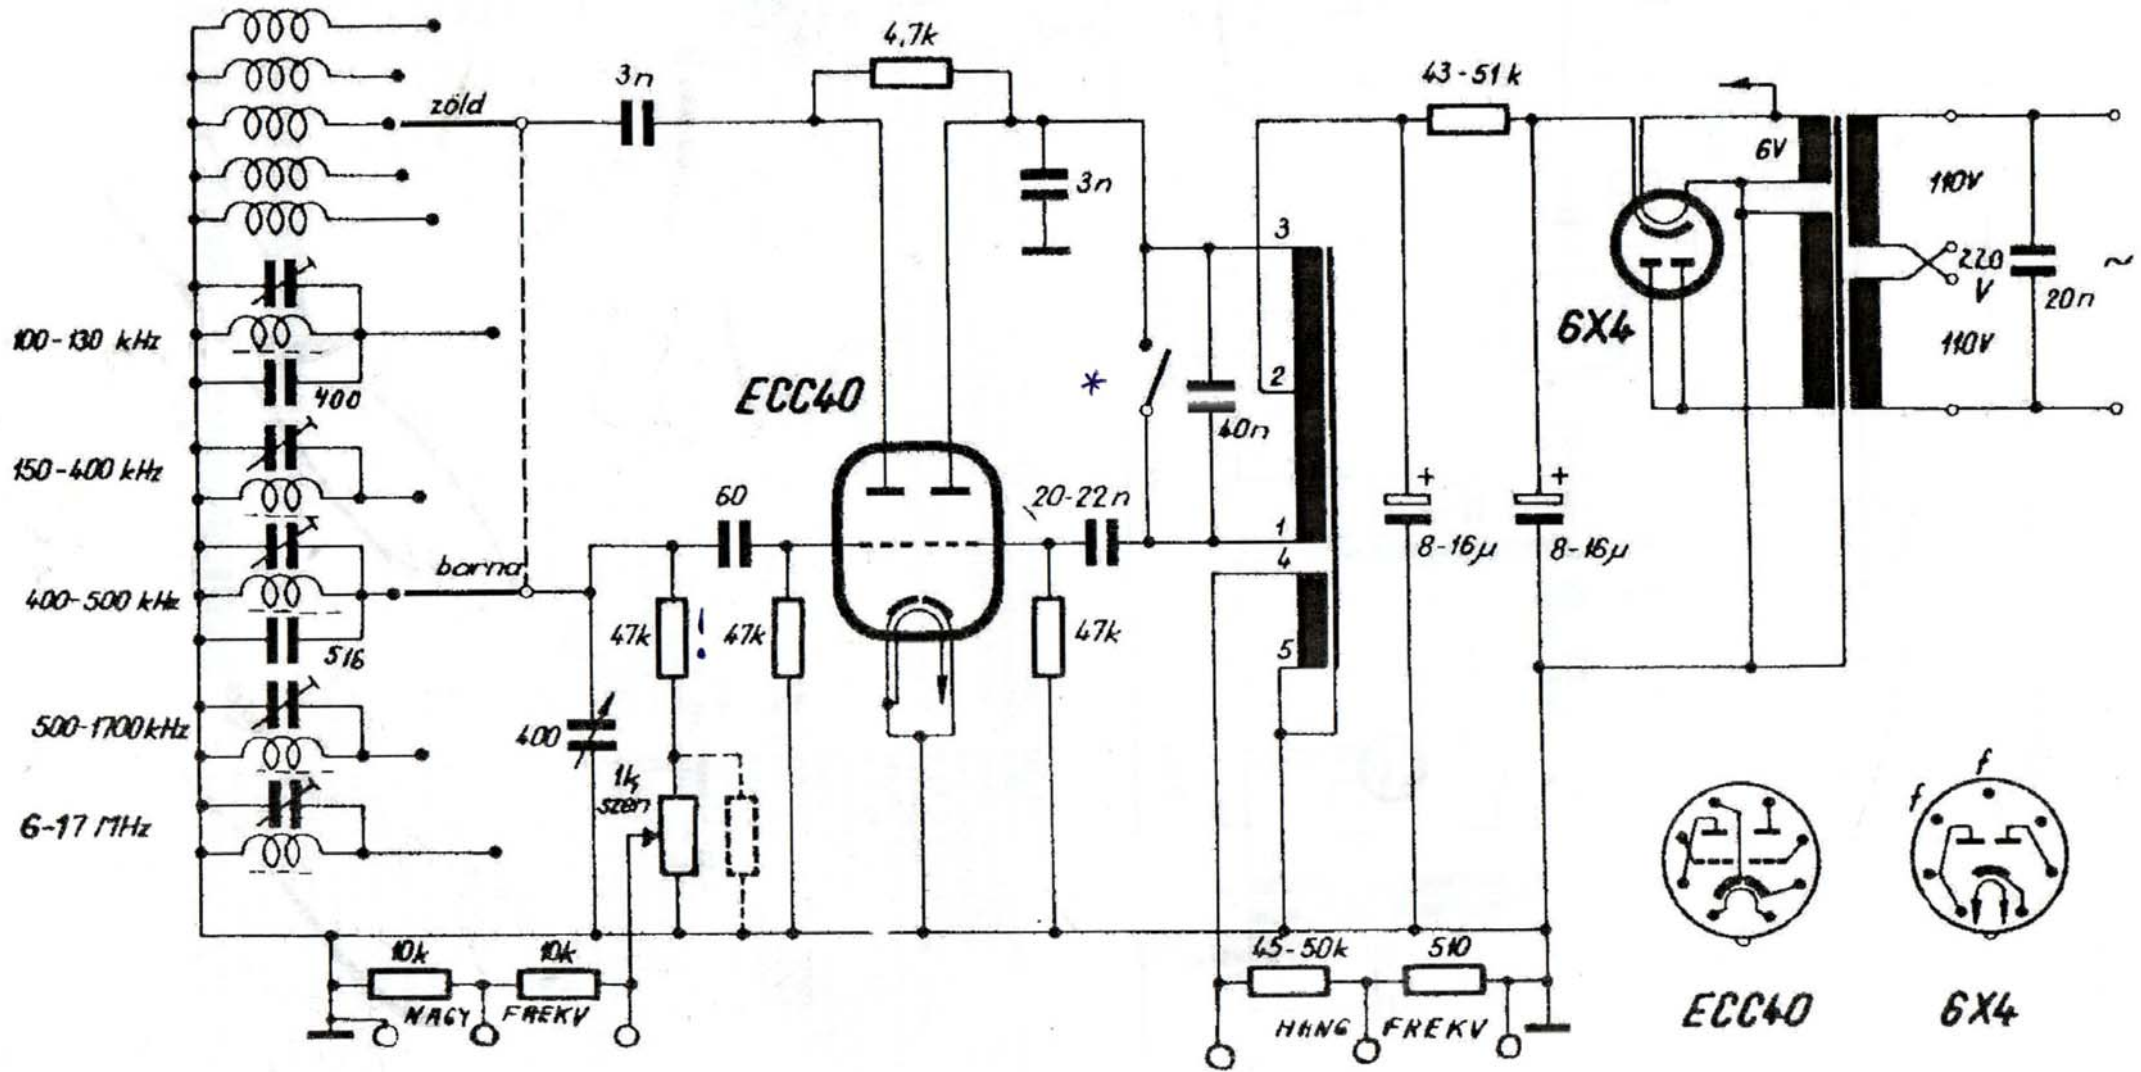 4,7k
3n
43-51k
zöld
6V
3n
110V
3
220
V
20n
~
6X4
110V
100-130 kHz
2
*
400
ECC40
40n
150-400 kHz
60
20-22n
+
+
1
8-16µ
8-16µ
4
barna
400-500 kHz
47k
!
47k
47k
516
5
500-1700kHz
400
1k
szén
6-17 MHz
f
f
10k
10k
45-50k
510
NAGY FREKV
HANG FREKV
ECC40
6X4